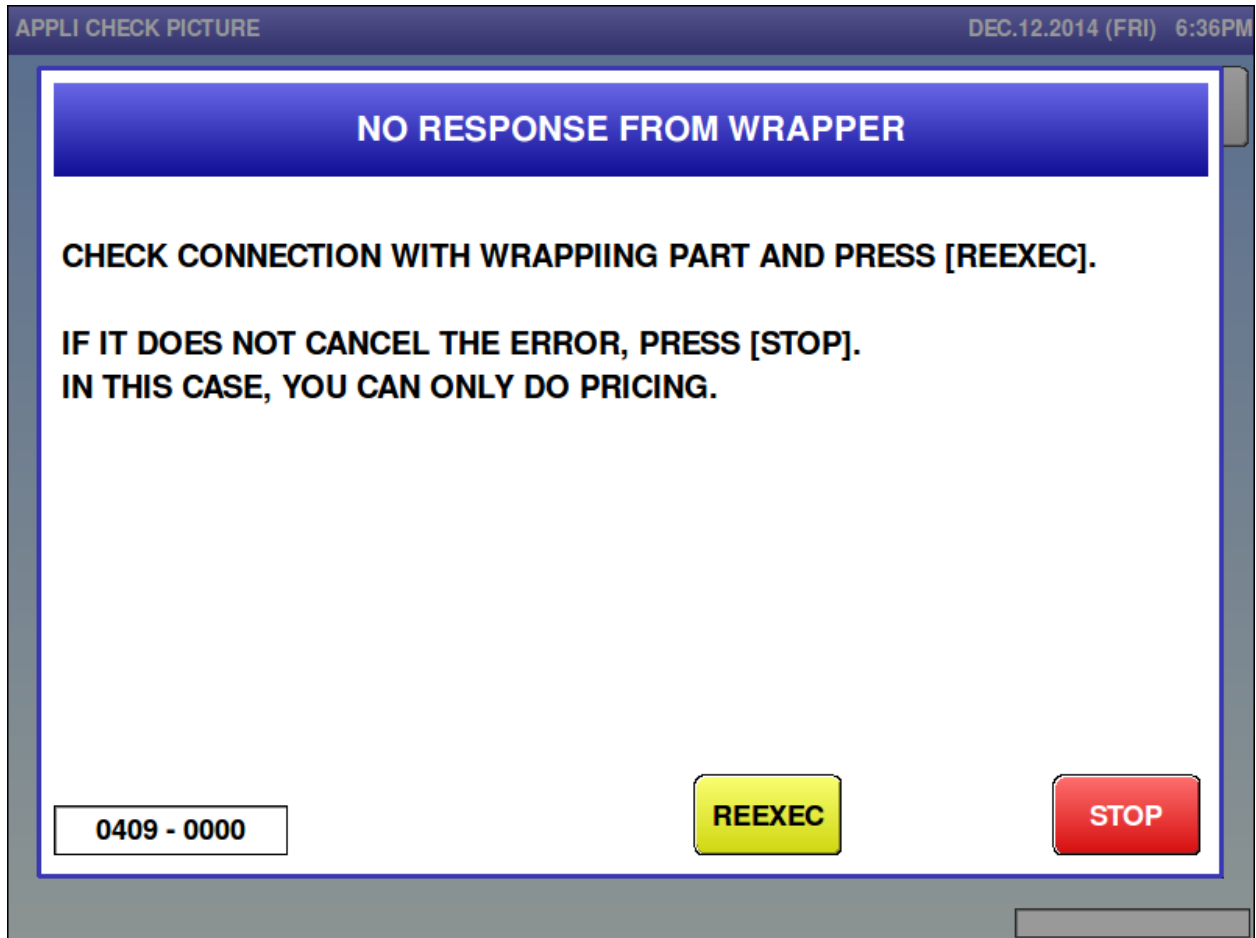 APPLI CHECK PICTURE DEC.12.2014 (FRI) 6:36PM
NO RESPONSE FROM WRAPPER
CHECK CONNECTION WITH WRAPPIING PART AND PRESS [REEXEC].
IF IT DOES NOT CANCEL THE ERROR, PRESS [STOP].
IN THIS CASE, YOU CAN ONLY DO PRICING.
0409 - 0000 REEXEC STOP